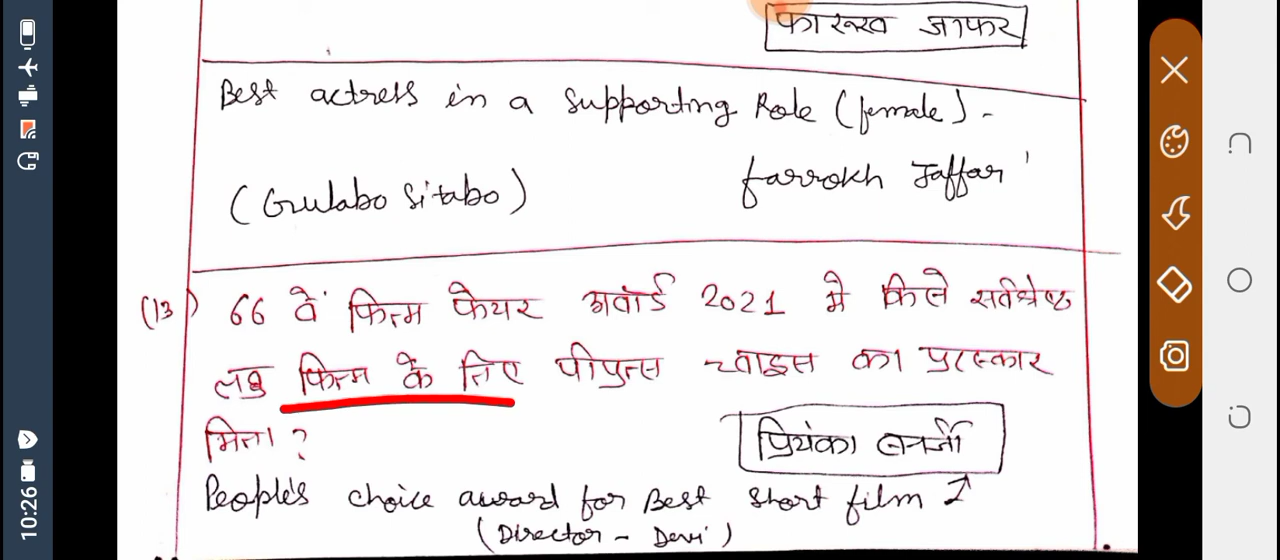 फारूख जाफर
Best actress in a Supporting Role (female) -
(Gulabo Sitabo) farrokh Jaffar
(13) 66 वें फिल्म फेयर अवॉर्ड 2021 में किसे सर्वश्रेष्ठ
लघु फिल्म के लिए पीपुल्स च्वाइस का पुरस्कार
मिला ?
प्रियंका बनर्जी
People's choice award for Best short film
(Director - Devi)
10:26